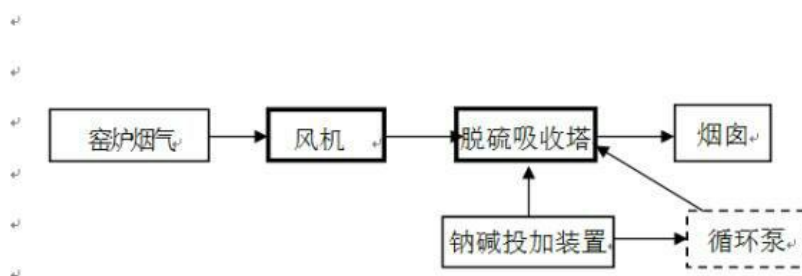 窑炉烟气
风机
脱硫吸收塔
烟囱
钠碱投加装置
循环泵